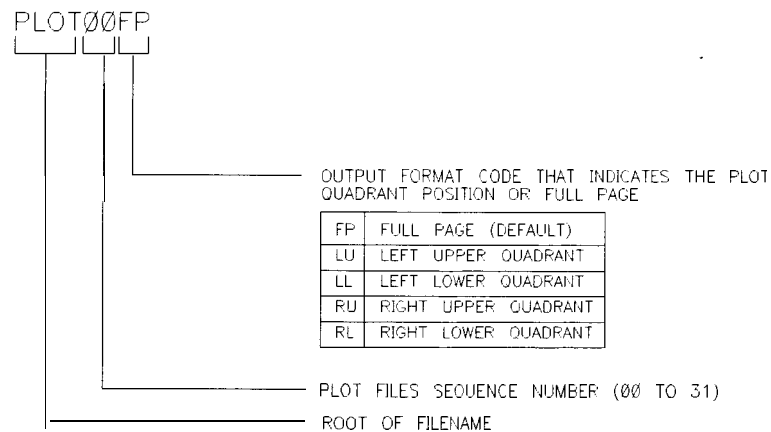 PLOTØØFP
OUTPUT FORMAT CODE THAT INDICATES THE PLOT
QUADRANT POSITION OR FULL PAGE
FP FULL PAGE (DEFAULT)
LU LEFT UPPER QUADRANT
LL LEFT LOWER QUADRANT
RU RIGHT UPPER QUADRANT
RL RIGHT LOWER QUADRANT
PLOT FILES SEQUENCE NUMBER (ØØ TO 31)
ROOT OF FILENAME